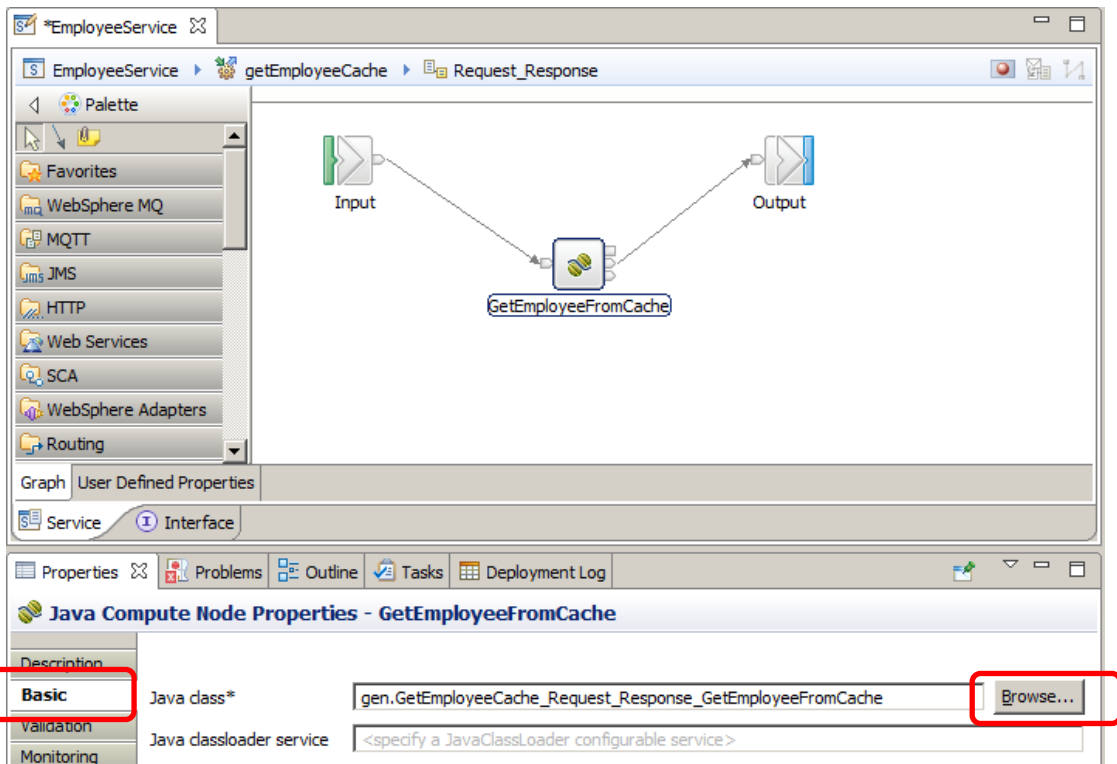 *EmployeeService
EmployeeService getEmployeeCache Request_Response
Palette
Favorites
WebSphere MQ
MQTT
JMS
HTTP
Web Services
SCA
WebSphere Adapters
Routing
Input
Output
GetEmployeeFromCache
Graph User Defined Properties
Service Interface
Properties Problems Outline Tasks Deployment Log
Java Compute Node Properties - GetEmployeeFromCache
Description
Basic
Validation
Monitoring
Java class* gen.GetEmployeeCache_Request_Response_GetEmployeeFromCache Browse...
Java classloader service <specify a JavaClassLoader configurable service>